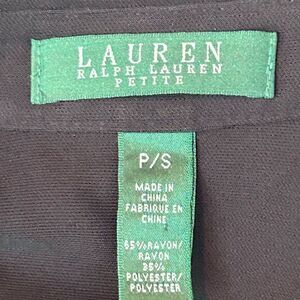 LAUREN
RALPH LAUREN
PETITE
P/S
MADE IN
CHINA
FABRIQUE EN
CHINE
65%RAYON/
RAYON
35%
POLYESTER/
POLYESTER